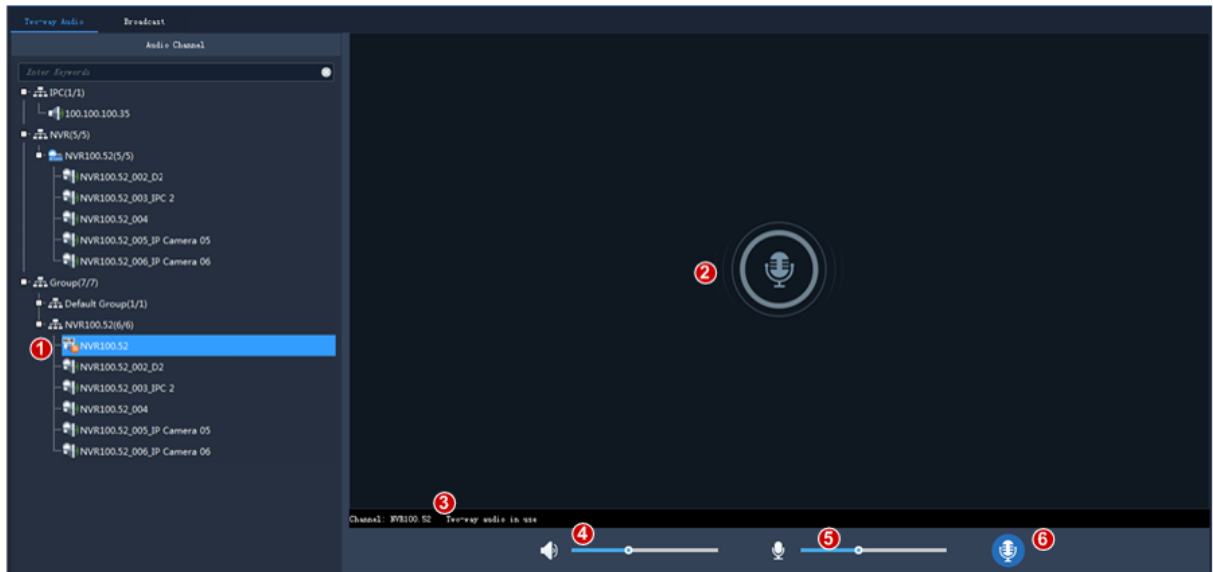 Two-way Audio Broadcast
Audio Channel
Enter Keywords
IPC(1/1)
100.100.100.35
NVR(5/5)
NVR100.52(5/5)
NVR100.52_002_D2
NVR100.52_003_IPC 2
NVR100.52_004
NVR100.52_005_IP Camera 05
NVR100.52_006_IP Camera 06
Group(7/7)
Default Group(1/1)
NVR100.52(6/6)
1 NVR100.52
NVR100.52_002_D2
NVR100.52_003_IPC 2
NVR100.52_004
NVR100.52_005_IP Camera 05
NVR100.52_006_IP Camera 06
2
3
Channel: NVR100.52 Two-way audio in use
4 5 6